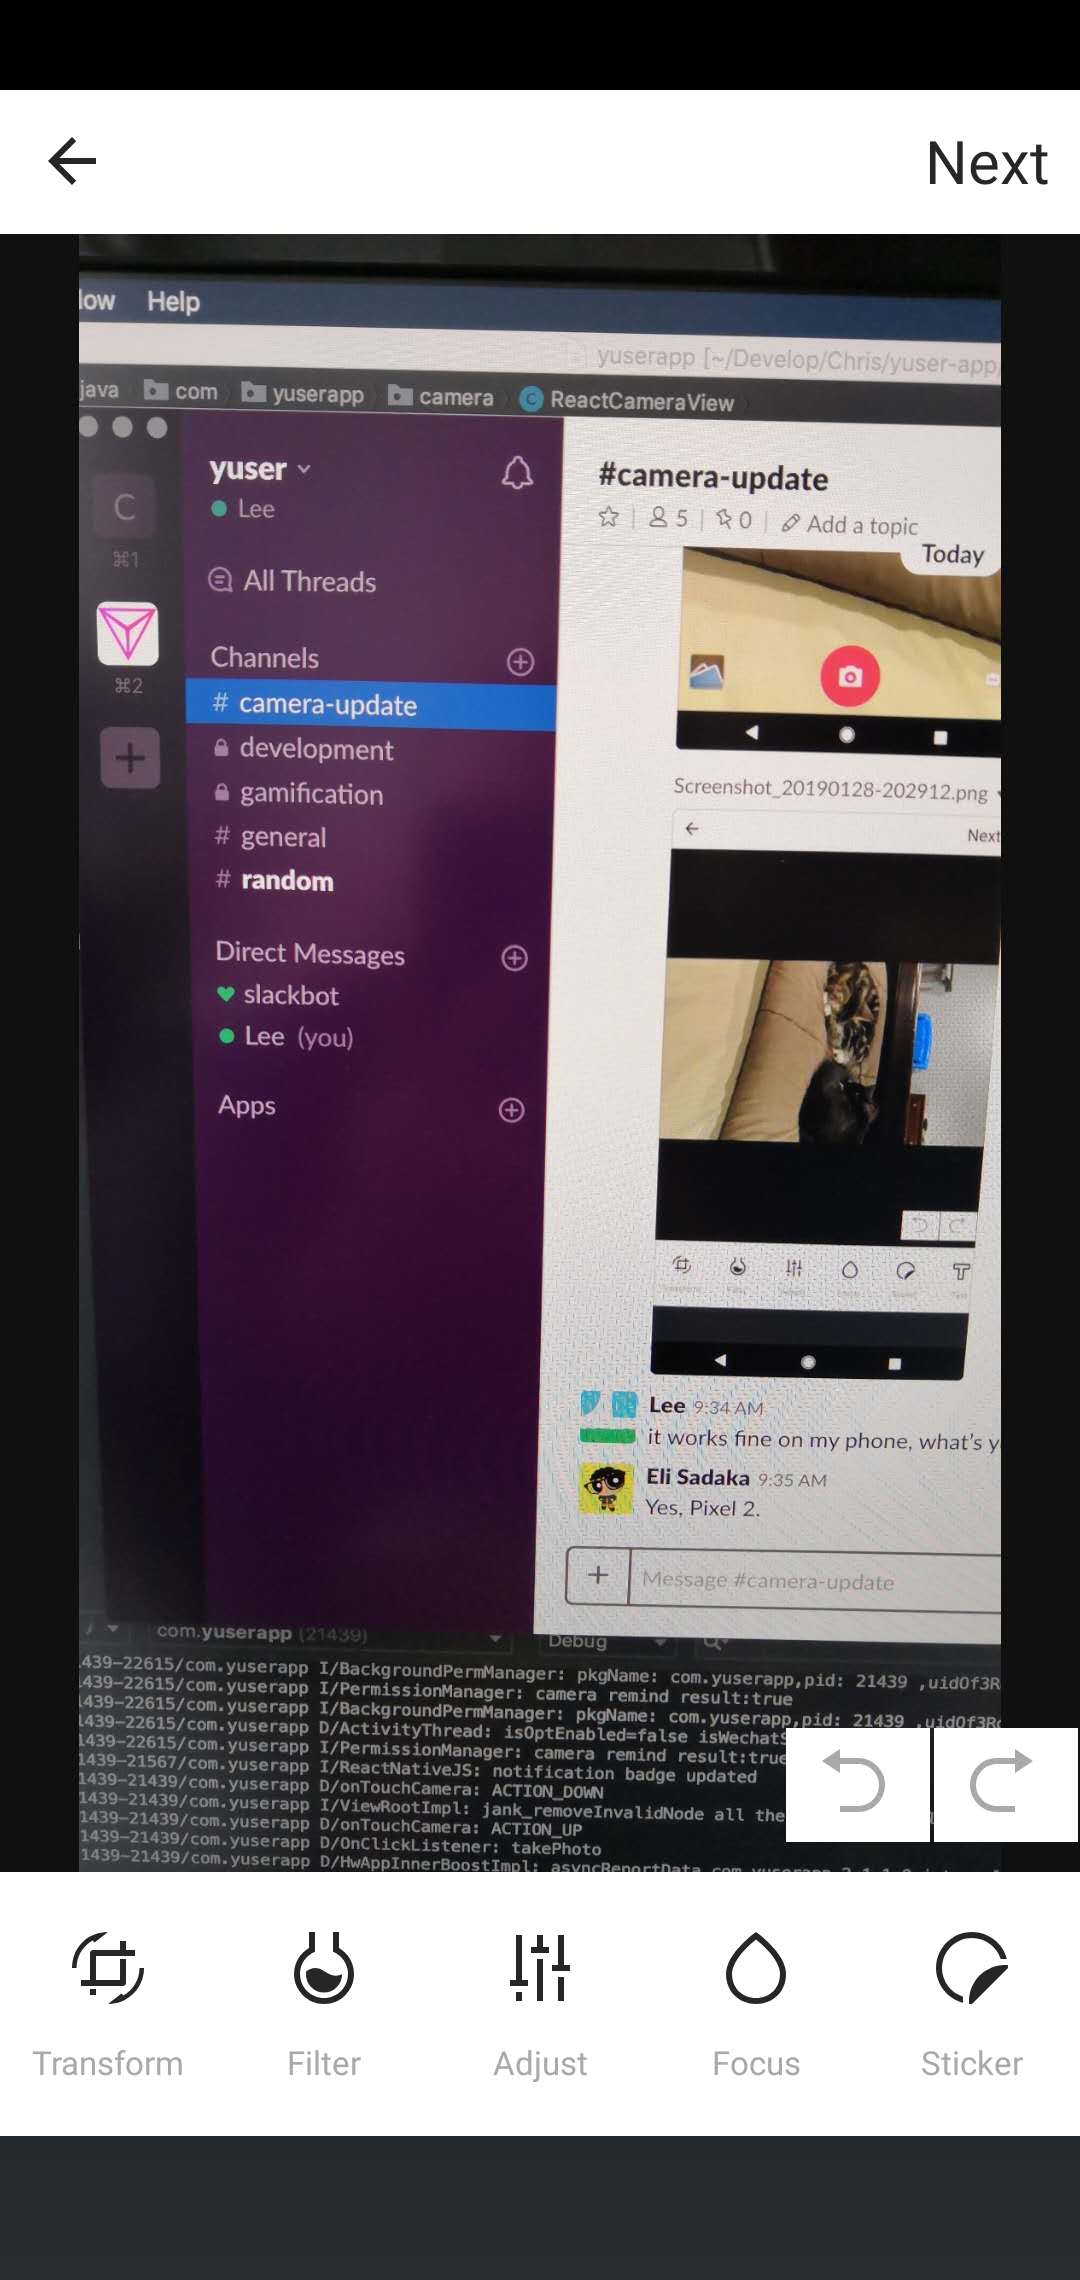 Next
low Help
yuserapp [~/Develop/Chris/yuser-app
java com yuserapp camera ReactCameraView
yuser
Lee
C
⌘1
All Threads
⌘2
Channels
# camera-update
development
gamification
# general
# random
Direct Messages
slackbot
Lee (you)
Apps
#camera-update
5 0 Add a topic
Today
Screenshot_20190128-202912.png
Next
Lee 9:34 AM
it works fine on my phone, what's y
Eli Sadaka 9:35 AM
Yes, Pixel 2.
Message #camera-update
com.yuserapp (21439) Debug
.439-22615/com.yuserapp I/BackgroundPermManager: pkgName: com.yuserapp,pid: 21439 ,uidOf3R
.439-22615/com.yuserapp I/PermissionManager: camera remind result:true
1439-22615/com.yuserapp I/BackgroundPermManager: pkgName: com.yuserapp,pid: 21439 ,uidOf3R
1439-22615/com.yuserapp D/ActivityThread: isOptEnabled=false isWechat
1439-22615/com.yuserapp I/PermissionManager: camera remind result:true
1439-21567/com.yuserapp I/ReactNativeJS: notification badge updated
1439-21439/com.yuserapp D/onTouchCamera: ACTION_DOWN
1439-21439/com.yuserapp I/ViewRootImpl: jank_removeInvalidNode all the
1439-21439/com.yuserapp D/onTouchCamera: ACTION_UP
1439-21439/com.yuserapp D/OnClickListener: takePhoto
1439-21439/com.yuserapp D/HwAppInnerBoostImpl: asyncReportData
Transform Filter Adjust Focus Sticker